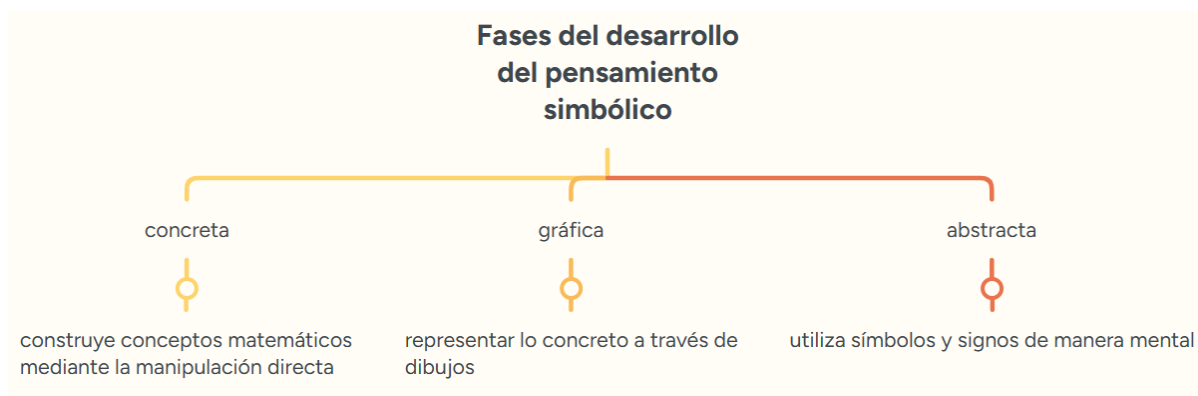 Fases del desarrollo
del pensamiento
simbólico
concreta
gráfica
abstracta
construye conceptos matemáticos
mediante la manipulación directa
representar lo concreto a través de
dibujos
utiliza símbolos y signos de manera mental